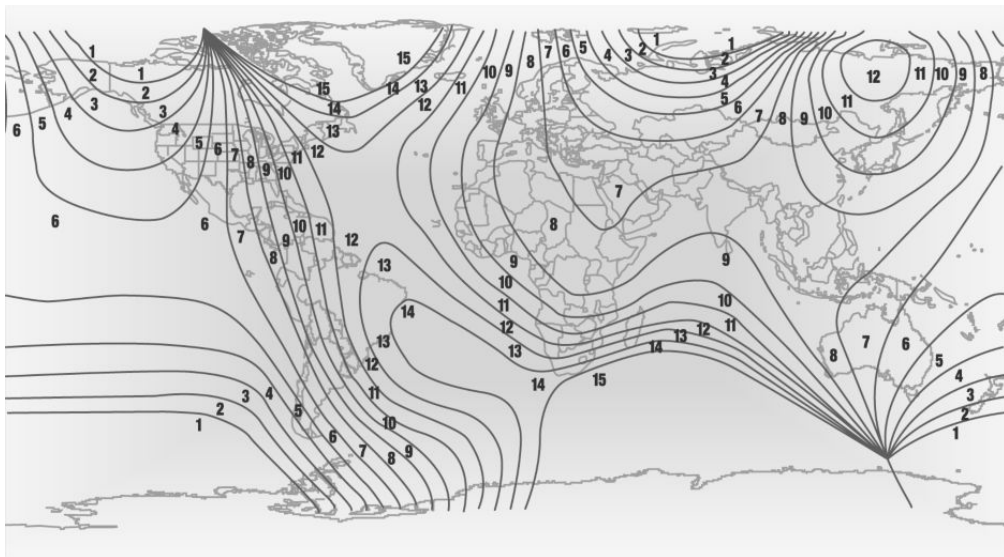 1 15 7 6 5 4 3 2 1 1
2 1 15 14 13 12 11 10 9 8 2 3 4 12 11 10 9 8
3 2 14 5 6 11
4 3 13 7 8 9 10
5 4
6 5 6 7 8 9 10 11 12
6 6 7 8 9 10 11 12 8 7
13 9 10 9
14 11 10
12 12 11
13 13 13 14 8 7 6
12 14 15 5
1 2 3 4 5 11 4
6 10 3
7 8 9 2
1